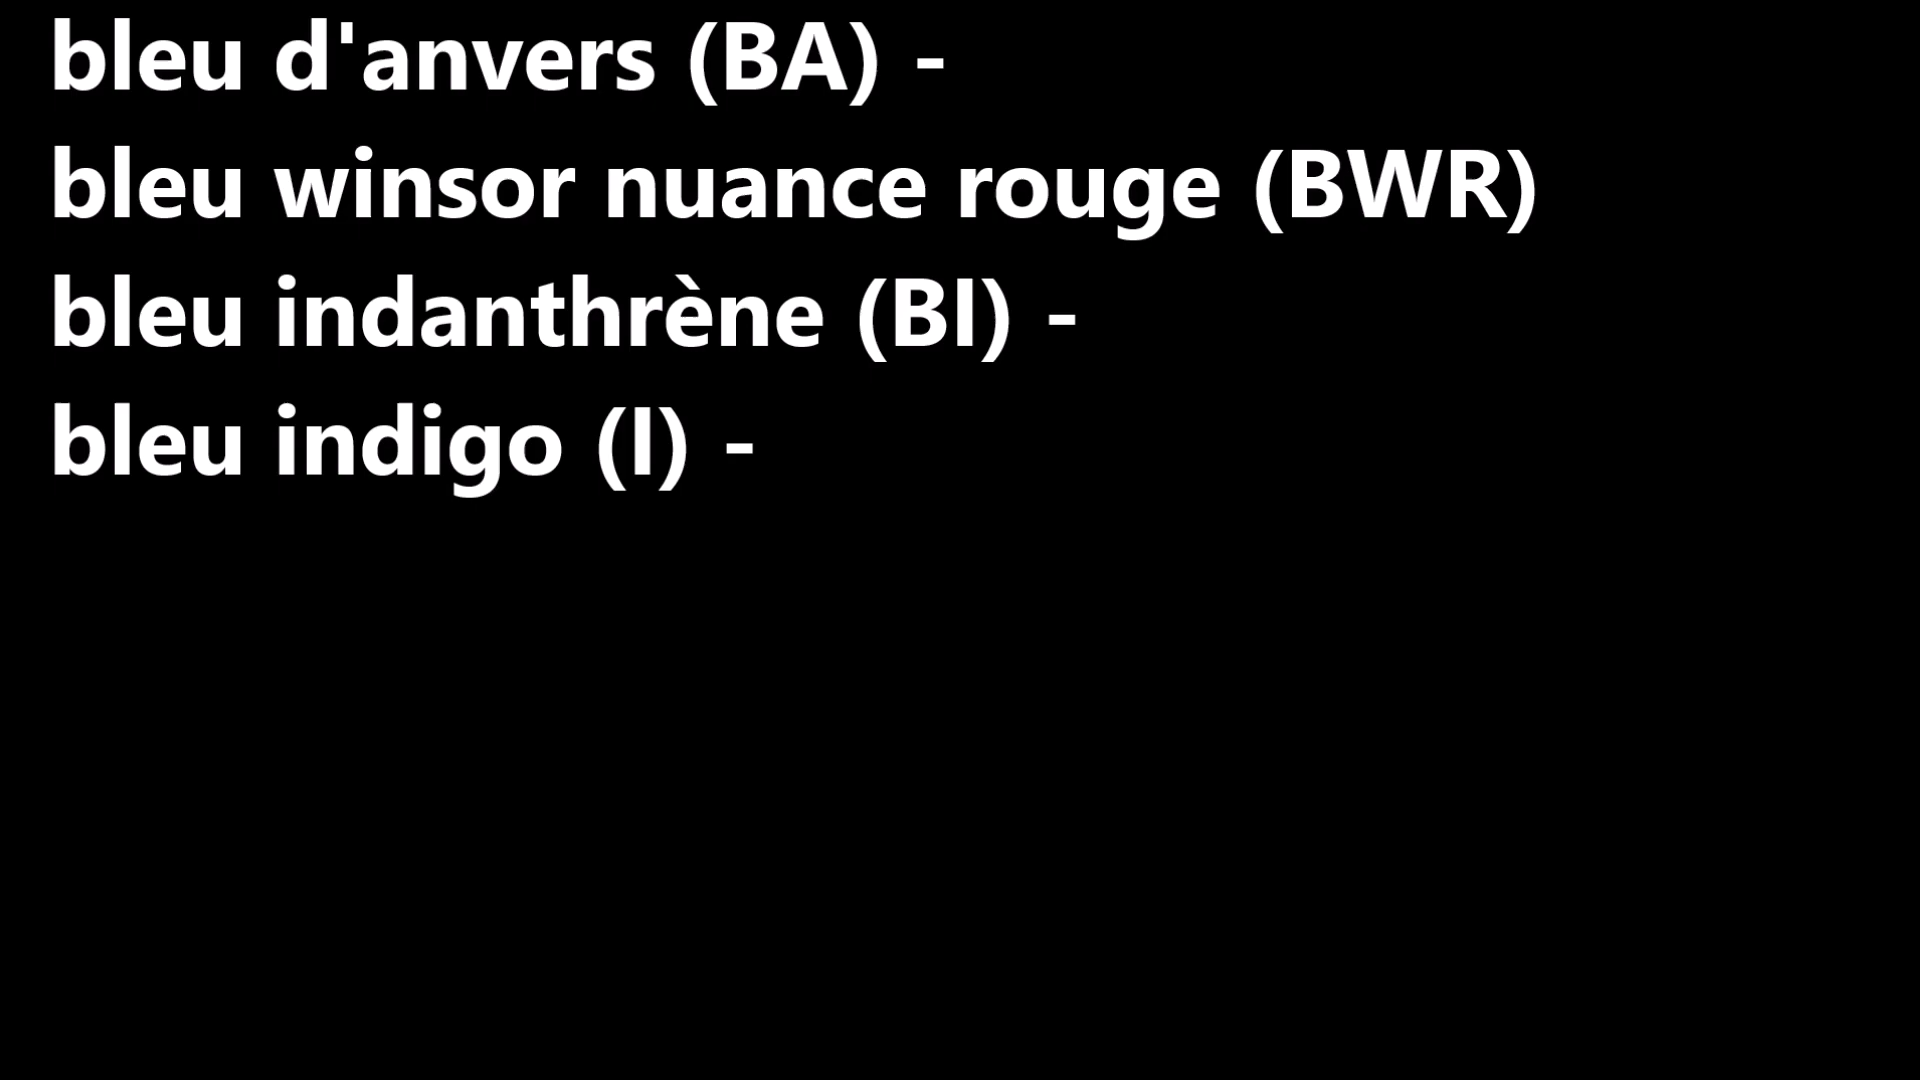 bleu d'anvers (BA) -
bleu winsor nuance rouge (BWR)
bleu indanthrène (BI) -
bleu indigo (I) -